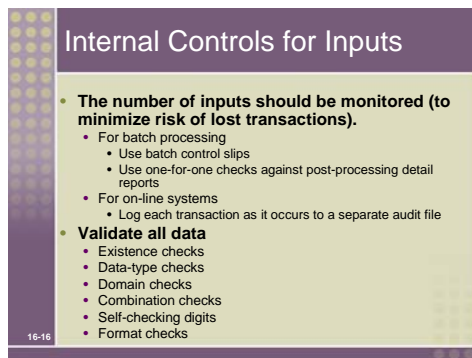 Internal Controls for Inputs
• The number of inputs should be monitored (to
minimize risk of lost transactions).
• For batch processing
• Use batch control slips
• Use one-for-one checks against post-processing detail
reports
• For on-line systems
• Log each transaction as it occurs to a separate audit file
• Validate all data
• Existence checks
• Data-type checks
• Domain checks
• Combination checks
• Self-checking digits
• Format checks
16-16